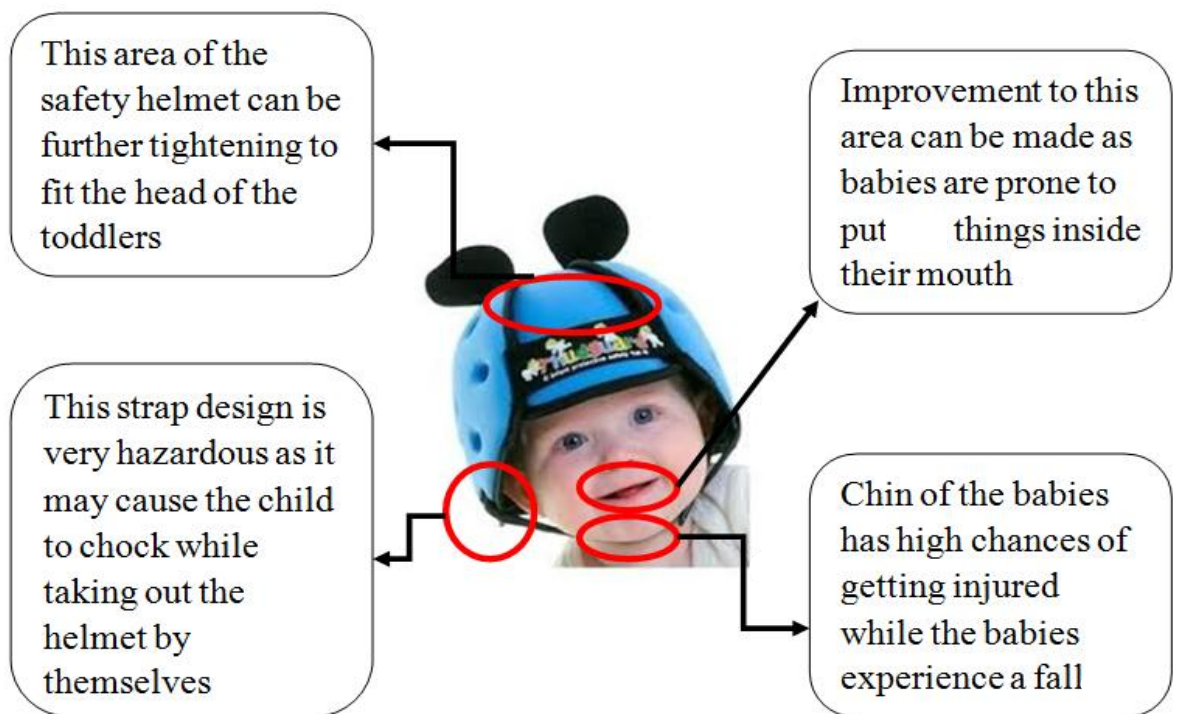 This area of the
safety helmet can be
further tightening to
fit the head of the
toddlers
Improvement to this
area can be made as
babies are prone to
put things inside
their mouth
This strap design is
very hazardous as it
may cause the child
to chock while
taking out the
helmet by
themselves
Chin of the babies
has high chances of
getting injured
while the babies
experience a fall